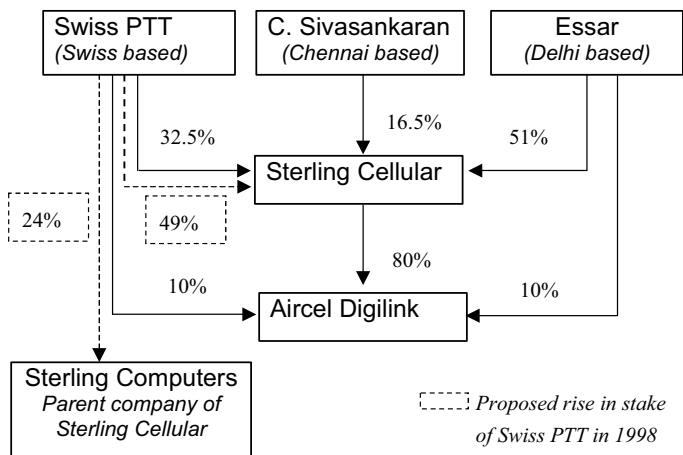 Swiss PTT
(Swiss based)
C. Sivasankaran
(Chennai based)
Essar
(Delhi based)
32.5%
16.5%
51%
Sterling Cellular
24%
49%
80%
10%
Aircel Digilink
10%
Sterling Computers
Parent company of
Sterling Cellular
Proposed rise in stake
of Swiss PTT in 1998